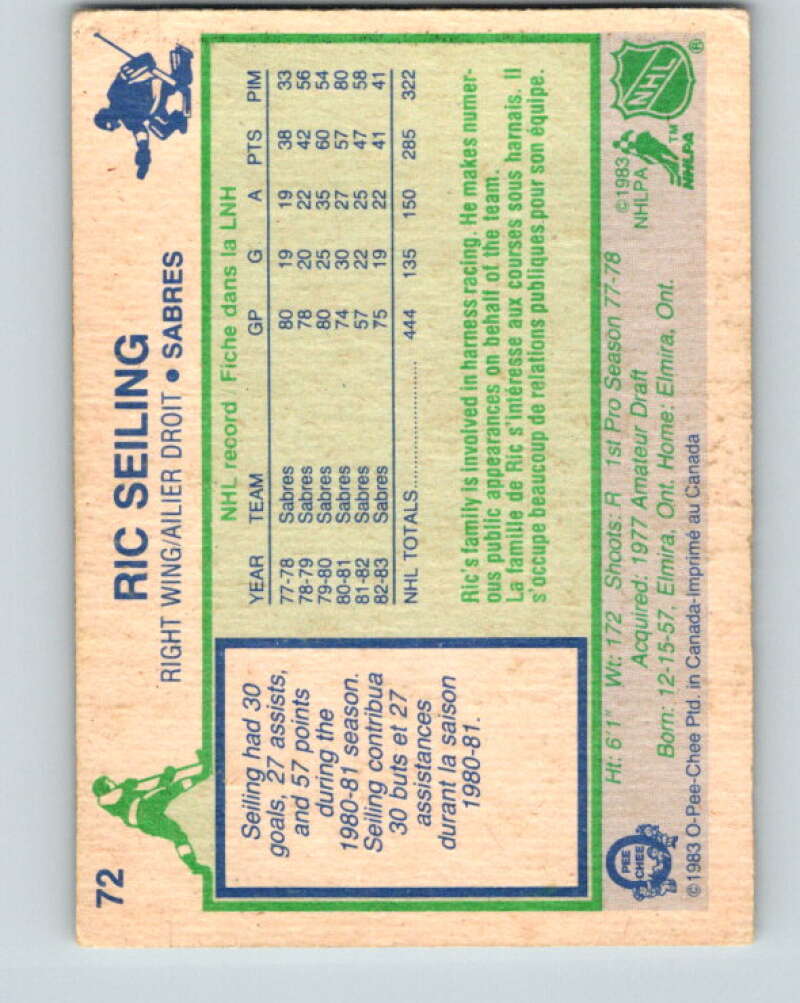 72
RIC SEILING
RIGHT WING/AILIER DROIT • SABRES
Seiling had 30
goals, 27 assists,
and 57 points
during the
1980-81 season.
Seiling contribua
30 buts et 27
assistances
durant la saison
1980-81.
NHL record Fiche dans la LNH
YEAR TEAM GP G A PTS PIM
77-78 Sabres 80 19 19 38 33
78-79 Sabres 78 20 22 42 56
79-80 Sabres 80 25 35 60 54
80-81 Sabres 74 30 27 57 80
81-82 Sabres 57 22 25 47 58
82-83 Sabres 75 19 22 41 41
NHL TOTALS.................... 444 135 150 285 322
Ric's family is involved in harness racing. He makes numer-
ous public appearances on behalf of the team.
La famille de Ric s'intéresse aux courses sous harnais. Il
s'occupe beaucoup de relations publiques pour son équipe.
Ht: 6'1" Wt: 172 Shoots: R 1st Pro Season 77-78
Acquired: 1977 Amateur Draft
Born: 12-15-57, Elmira, Ont. Home: Elmira, Ont.
©1983 O-Pee-Chee Ptd. in Canada-Imprimé au Canada
O PEE CHEE
©1983
NHLPA
NHLPA™
NHL®